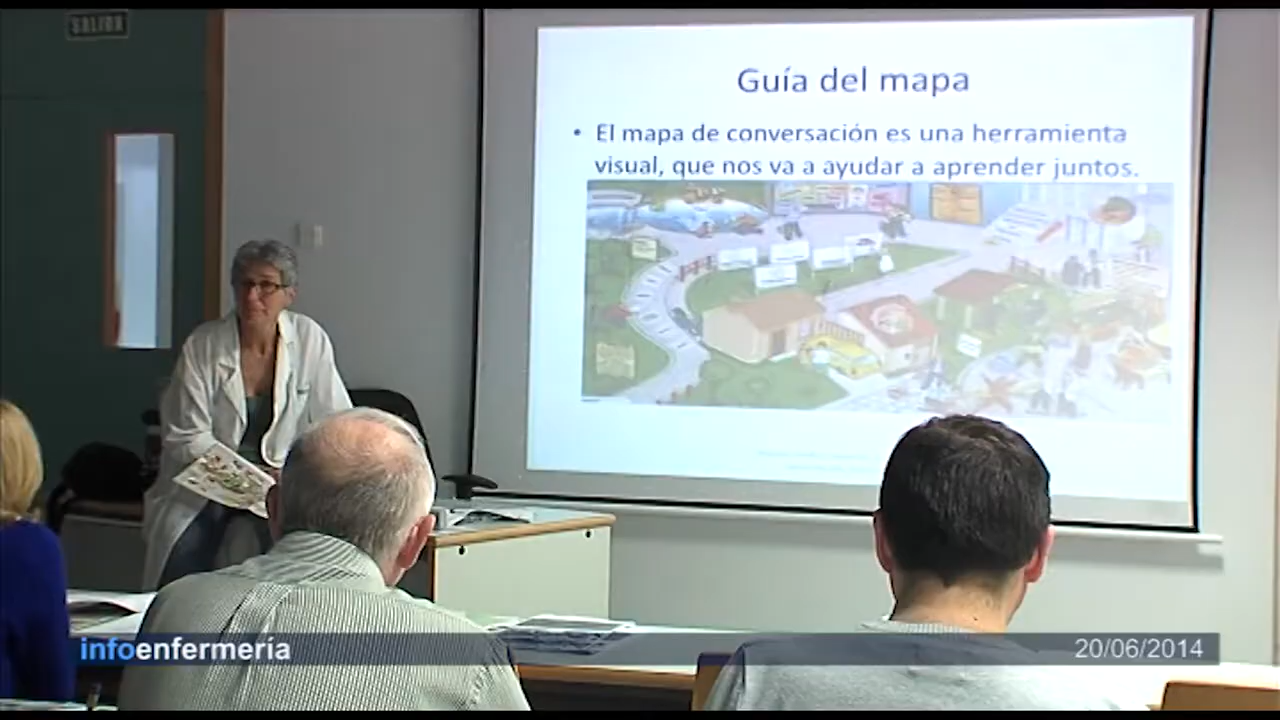 SALIDA
Guía del mapa
• El mapa de conversación es una herramienta
visual, que nos va a ayudar a aprender juntos.
infoenfermería
20/06/2014